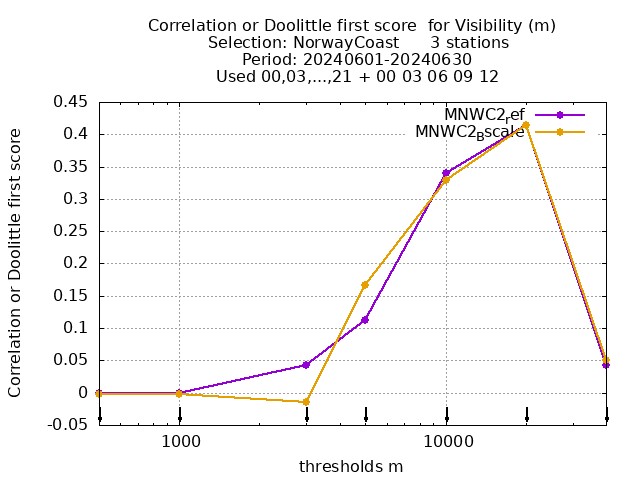 Correlation or Doolittle first score  for Visibility (m)
Selection: NorwayCoast      3 stations
Period: 20240601-20240630
Used 00,03,...,21 + 00 03 06 09 12
MNWC2_ref
MNWC2_Bscale
Correlation or Doolittle first score
0.45
0.4
0.35
0.3
0.25
0.2
0.15
0.1
0.05
0
-0.05
1000
10000
thresholds m